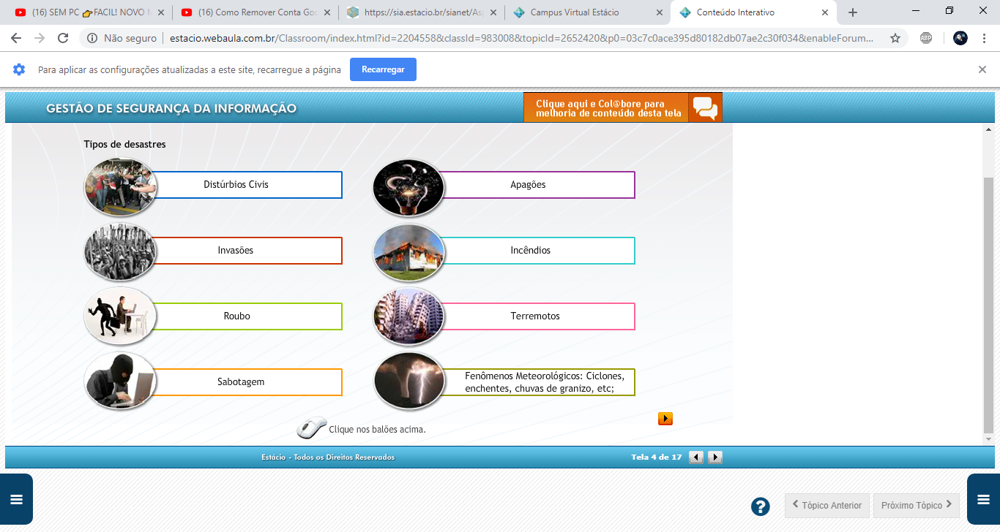 (16) SEM PC 👉FACIL! NOVO
(16) Como Remover Conta Goo
https://sia.estacio.br/sianet/Asp
Campus Virtual Estácio
Conteúdo Interativo
Não seguro
estacio.webaula.com.br/Classroom/index.html?id=2204558&classId=983008&topicId=2652420&p0=03c7c0ace395d80182db07ae2c30f034&enableForum...
ABP
Para aplicar as configurações atualizadas a este site, recarregue a página
Recarregar
GESTÃO DE SEGURANÇA DA INFORMAÇÃO
Clique aqui e Col@bore para
melhoria de conteúdo desta tela
Tipos de desastres
Distúrbios Civis
Apagões
Invasões
Incêndios
Roubo
Terremotos
Sabotagem
Fenômenos Meteorológicos: Ciclones,
enchentes, chuvas de granizo, etc;
Clique nos balões acima.
Estácio - Todos os Direitos Reservados
Tela 4 de 17
?
Tópico Anterior
Próximo Tópico